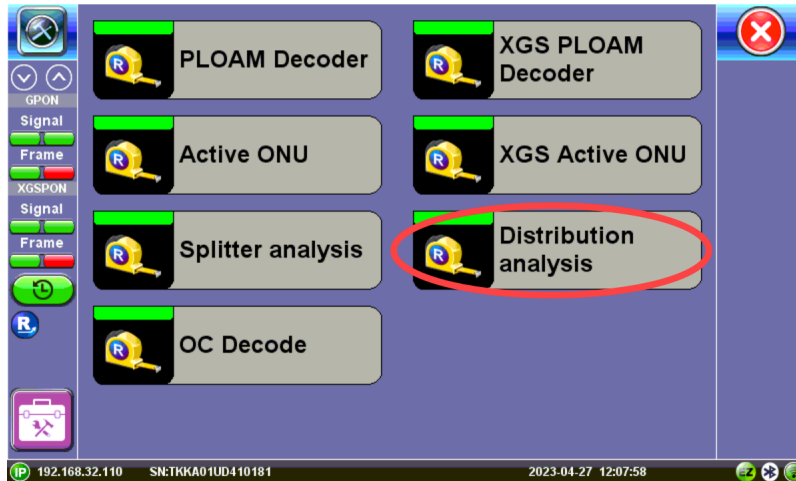 PLOAM Decoder
XGS PLOAM
Decoder
Active ONU
XGS Active ONU
Splitter analysis
Distribution
analysis
OC Decode
GPON
Signal
Frame
XGSPON
Signal
Frame
R
R
R
R
R
R
R
R
IP 192.168.32.110 SN:TKKA01UD410181 2023-04-27 12:07:58